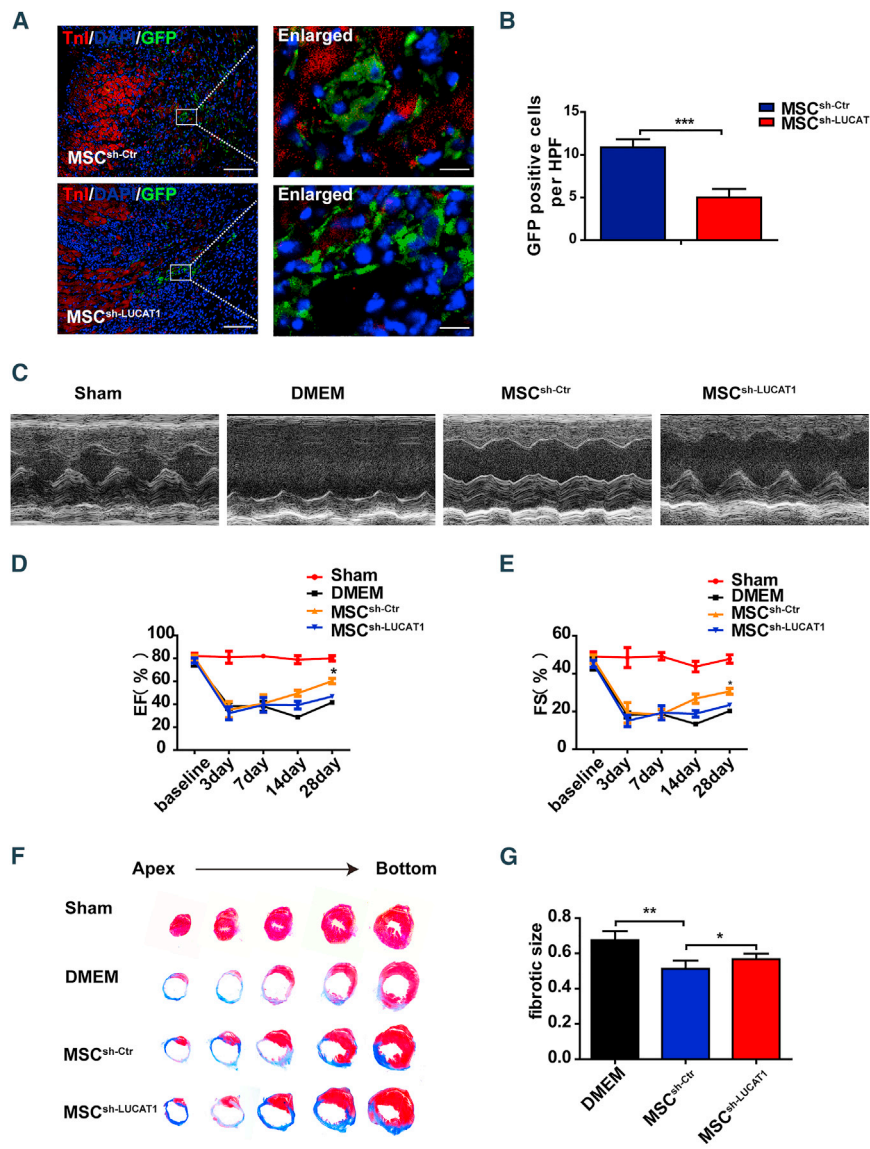 A
TnI/DAPI/GFP
Enlarged
MSCsh-Ctr
TnI/DAPI/GFP
Enlarged
MSCsh-LUCAT1
B
MSCsh-Ctr
MSCsh-LUCAT
GFP positive cells
per HPF
15
10
5
0
***
C
Sham
DMEM
MSCsh-Ctr
MSCsh-LUCAT1
D
Sham
DMEM
MSCsh-Ctr
MSCsh-LUCAT1
EF(%)
100
80
60
40
20
0
*
baseline
3day
7day
14day
28day
E
Sham
DMEM
MSCsh-Ctr
MSCsh-LUCAT1
FS(%)
60
40
20
0
*
baseline
3day
7day
14day
28day
F
Apex
Bottom
Sham
DMEM
MSCsh-Ctr
MSCsh-LUCAT1
G
fibrotic size
0.8
0.6
0.4
0.2
0.0
**
*
DMEM
MSCsh-Ctr
MSCsh-LUCAT1